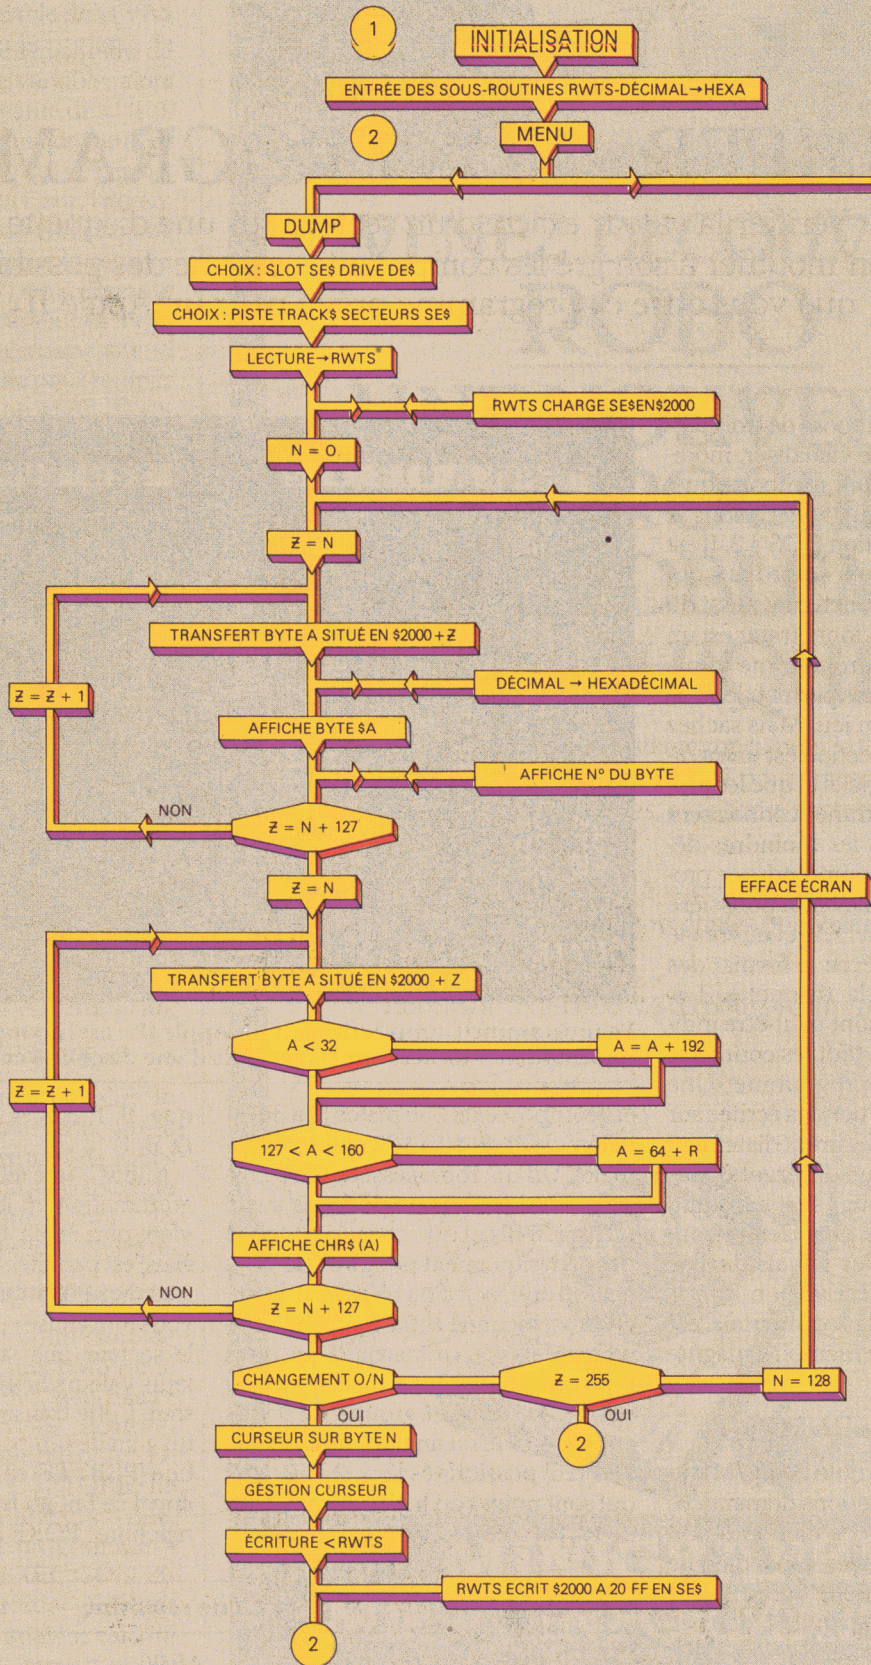 1
INITIALISATION
ENTRÉE DES SOUS-ROUTINES RWTS-DÉCIMAL→HEXA
2
MENU
DUMP
CHOIX : SLOT SE$ DRIVE DE$
CHOIX : PISTE TRACK$ SECTEURS SE$
LECTURE→RWTS
RWTS CHARGE SE$EN$2000
N = O
Ƶ = N
TRANSFERT BYTE A SITUÉ EN $2000+Ƶ
Ƶ = Ƶ + 1
DÉCIMAL → HEXADÉCIMAL
AFFICHE BYTE $A
AFFICHE N° DU BYTE
NON
Ƶ = N + 127
Ƶ = N
EFFACE ÉCRAN
TRANSFERT BYTE A SITUÉ EN $2000 + Z
A < 32
A = A + 192
Ƶ = Ƶ + 1
127 < A < 160
A = 64 + R
AFFICHE CHR$ (A)
NON
Ƶ = N + 127
CHANGEMENT O/N
Ƶ = 255
N = 128
OUI
OUI
CURSEUR SUR BYTE N
2
GESTION CURSEUR
ÉCRITURE < RWTS
RWTS ECRIT $2000 A 20 FF EN SE$
2